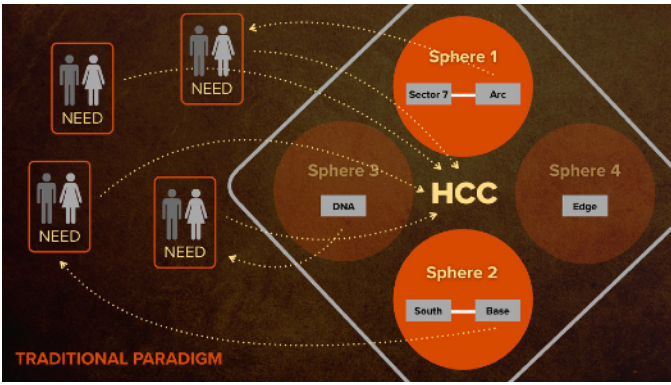 NEED
NEED
NEED
NEED
Sphere 1
Sector 7
Arc
Sphere 3
DNA
HCC
Sphere 4
Edge
Sphere 2
South
Base
TRADITIONAL PARADIGM